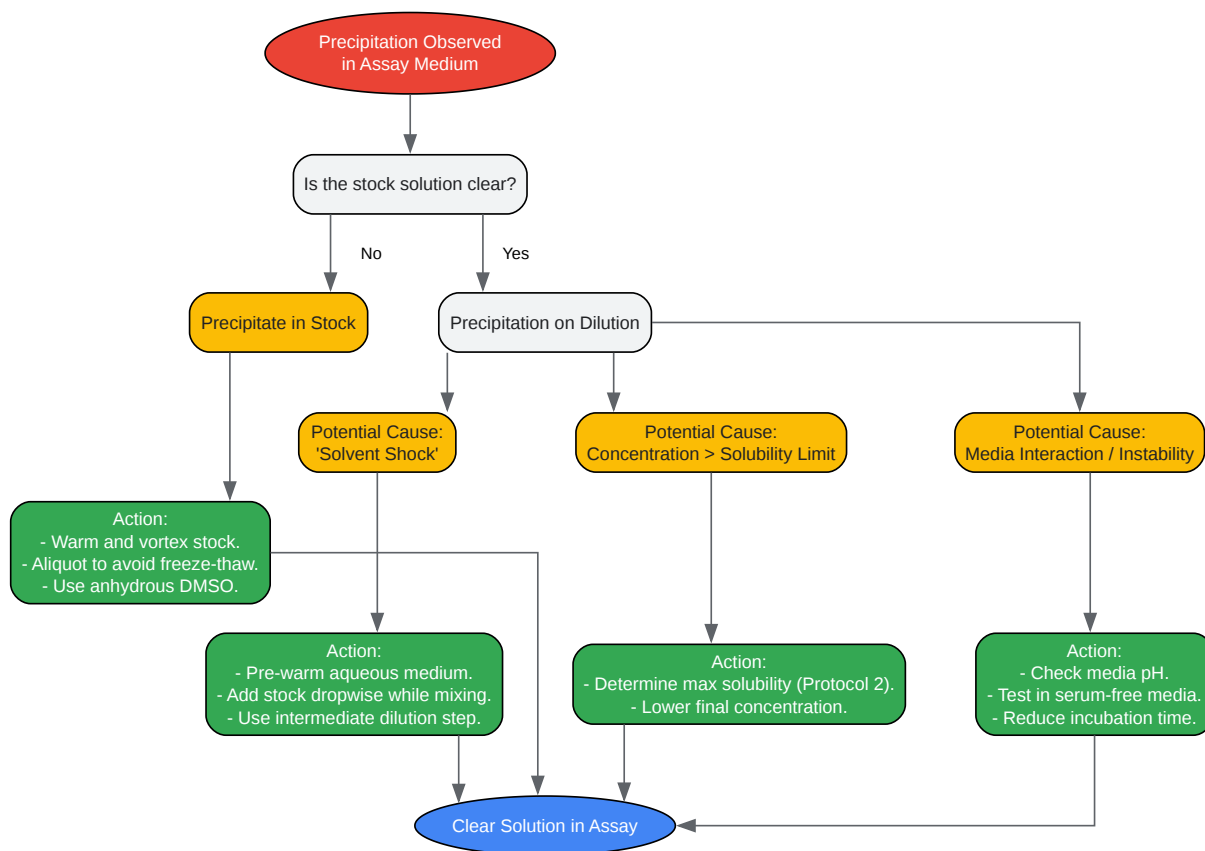 Precipitation Observed
in Assay Medium
Is the stock solution clear?
No
Yes
Precipitate in Stock
Precipitation on Dilution
Potential Cause:
'Solvent Shock'
Potential Cause:
Concentration > Solubility Limit
Potential Cause:
Media Interaction / Instability
Action:
- Warm and vortex stock.
- Aliquot to avoid freeze-thaw.
- Use anhydrous DMSO.
Action:
- Pre-warm aqueous medium.
- Add stock dropwise while mixing.
- Use intermediate dilution step.
Action:
- Determine max solubility (Protocol 2).
- Lower final concentration.
Action:
- Check media pH.
- Test in serum-free media.
- Reduce incubation time.
Clear Solution in Assay